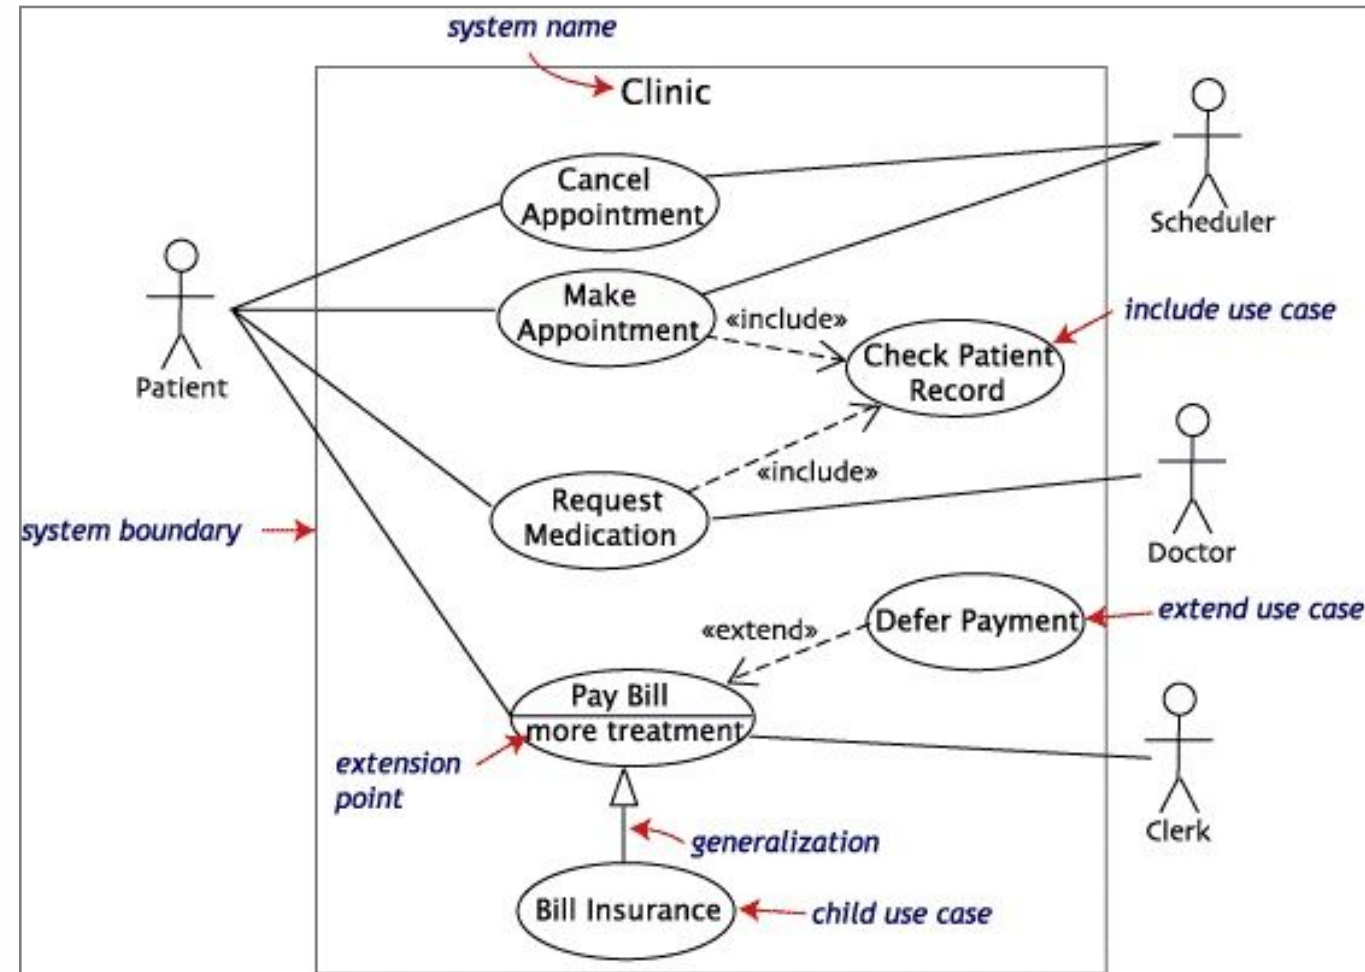 system name
Clinic
Cancel
Appointment
Scheduler
Make
Appointment
«include»
include use case
Check Patient
Record
Patient
«include»
Request
Medication
system boundary
Doctor
Defer Payment
extend use case
«extend»
Pay Bill
more treatment
extension
point
Clerk
generalization
Bill Insurance
child use case